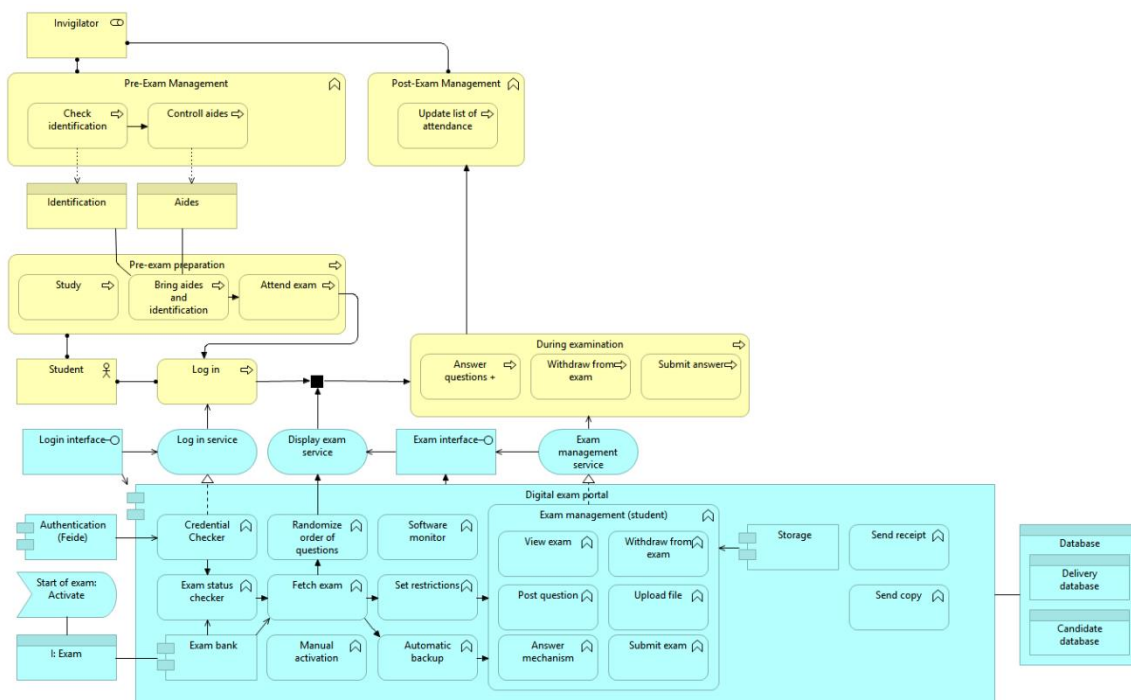 Invigilator
Pre-Exam Management
Post-Exam Management
Check
identification
Controll aides
Update list of
attendance
Identification
Aides
Pre-exam preparation
Study
Bring aides
and
identification
Attend exam
During examination
Student
Log in
Answer
questions +
Withdraw from
exam
Submit answer
Login interface
Log in service
Display exam
service
Exam interface
Exam
management
service
Digital exam portal
Authentication
(Feide)
Credential
Checker
Randomize
order of
questions
Software
monitor
Exam management (student)
View exam
Withdraw from
exam
Storage
Send receipt
Database
Start of exam:
Activate
Exam status
checker
Fetch exam
Set restrictions
Post question
Upload file
Send copy
Delivery
database
I: Exam
Exam bank
Manual
activation
Automatic
backup
Answer
mechanism
Submit exam
Candidate
database